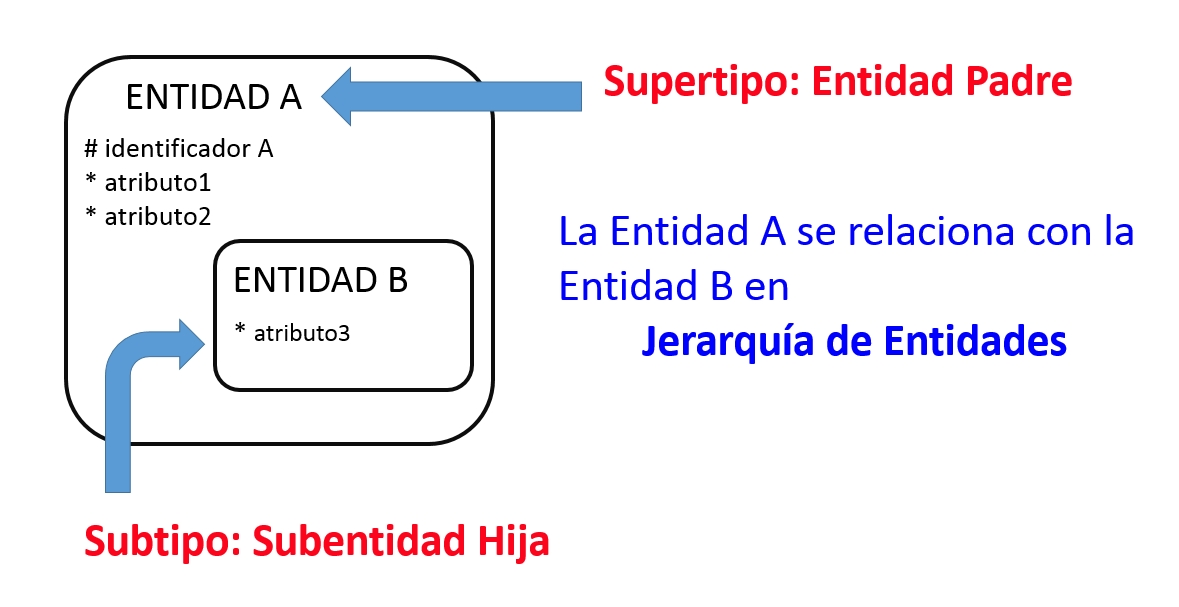 ENTIDAD A
# identificador A
* atributo1
* atributo2
ENTIDAD B
* atributo3
Supertipo: Entidad Padre
La Entidad A se relaciona con la
Entidad B en
Jerarquía de Entidades
Subtipo: Subentidad Hija